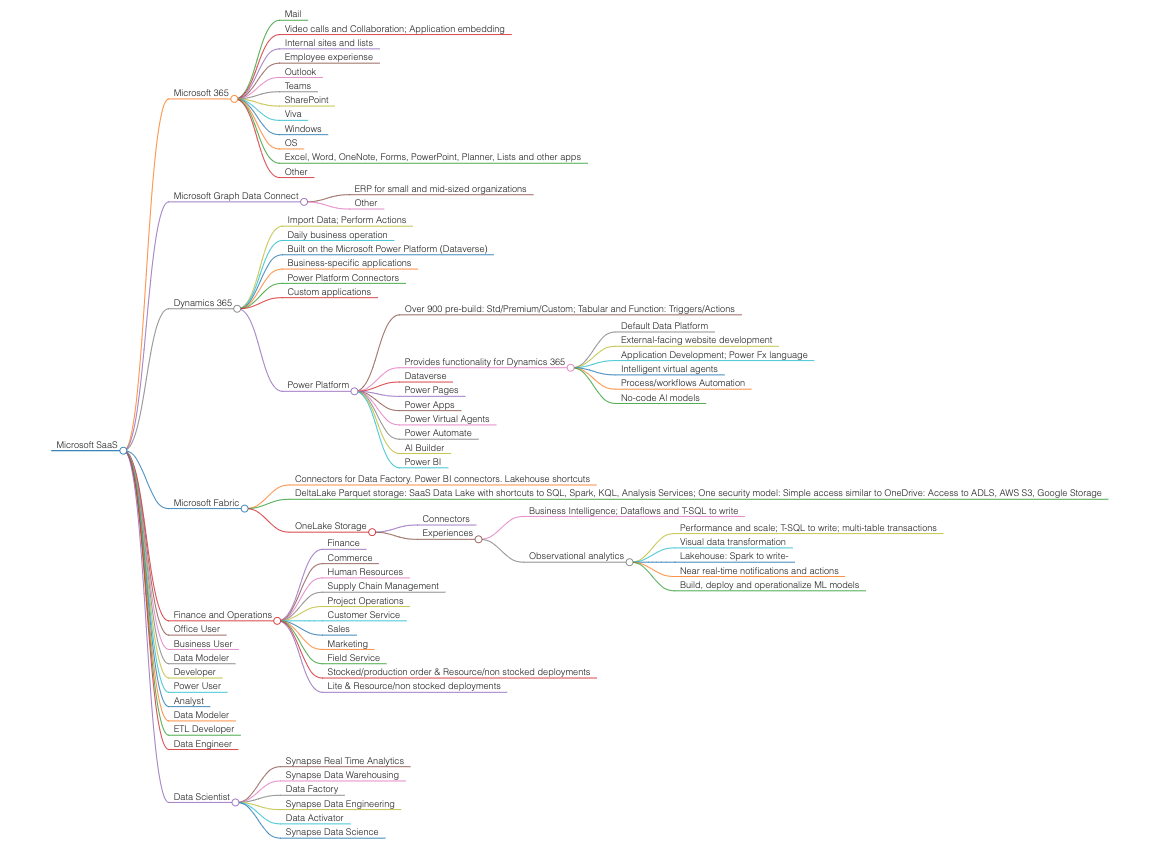 Mail
Video calls and Collaboration; Application embedding
Internal sites and lists
Employee experiense
Outlook
Teams
Microsoft 365
SharePoint
Viva
Windows
OS
Excel, Word, OneNote, Forms, PowerPoint, Planner, Lists and other apps
Other
ERP for small and mid-sized organizations
Microsoft Graph Data Connect
Other
Import Data; Perform Actions
Daily business operation
Built on the Microsoft Power Platform (Dataverse)
Business-specific applications
Power Platform Connectors
Custom applications
Dynamics 365
Over 900 pre-build: Std/Premium/Custom; Tabular and Function: Triggers/Actions
Default Data Platform
External-facing website development
Application Development; Power Fx language
Provides functionality for Dynamics 365
Intelligent virtual agents
Process/workflows Automation
No-code AI models
Dataverse
Power Platform
Power Pages
Power Apps
Power Virtual Agents
Power Automate
AI Builder
Power BI
Microsoft SaaS
Connectors for Data Factory. Power BI connectors. Lakehouse shortcuts
DeltaLake Parquet storage: SaaS Data Lake with shortcuts to SQL, Spark, KQL, Analysis Services; One security model: Simple access similar to OneDrive: Access to ADLS, AWS S3, Google Storage
Microsoft Fabric
OneLake Storage
Connectors
Experiences
Business Intelligence; Dataflows and T-SQL to write
Observational analytics
Performance and scale; T-SQL to write; multi-table transactions
Visual data transformation
Lakehouse: Spark to write-
Near real-time notifications and actions
Build, deploy and operationalize ML models
Finance
Commerce
Human Resources
Supply Chain Management
Project Operations
Finance and Operations
Customer Service
Sales
Marketing
Field Service
Stocked/production order & Resource/non stocked deployments
Lite & Resource/non stocked deployments
Office User
Business User
Data Modeler
Developer
Power User
Analyst
Data Modeler
ETL Developer
Data Engineer
Synapse Real Time Analytics
Synapse Data Warehousing
Data Factory
Data Scientist
Synapse Data Engineering
Data Activator
Synapse Data Science